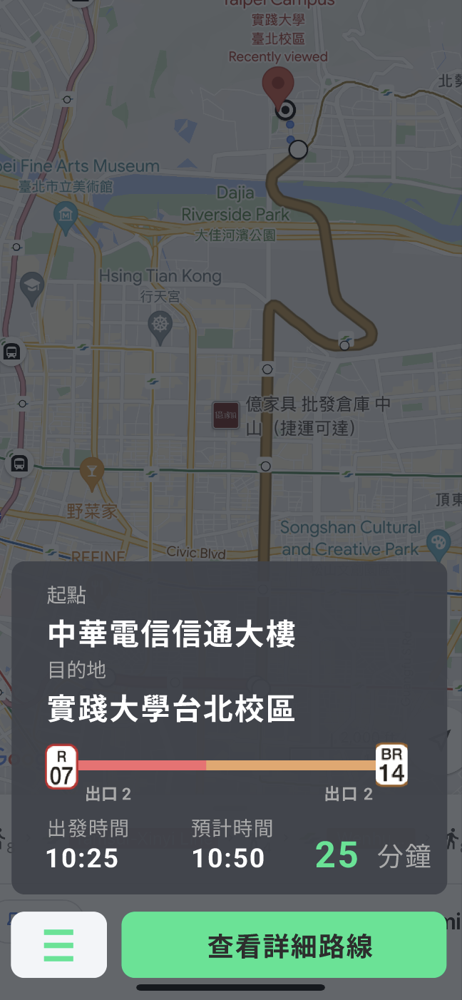 Taipei Campus
實踐大學
臺北校區
Recently viewed
pei Fine Arts Museum
臺北市立美術館
Dajia
Riverside Park
大佳河濱公園
Hsing Tian Kong
行天宮
億家具 批發倉庫 中
山 (捷運可達)
頂東
野菜家
Songshan Cultural
and Creative Park
REFINE
Civic Blvd
起點
中華電信信通大樓
目的地
實踐大學台北校區
R
07
BR
14
出口 2
出口 2
出發時間
預計時間
10:25
10:50
25 分鐘
查看詳細路線